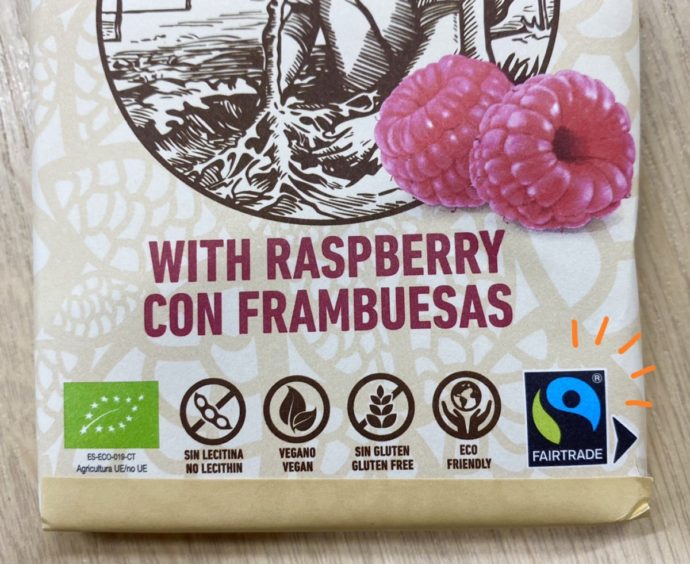 WITH RASPBERRY
CON FRAMBUESAS
ES-ECO-019-CT
Agricultura UE/no UE
SIN LECITINA
NO LECITHIN
VEGANO
VEGAN
SIN GLUTEN
GLUTEN FREE
ECO
FRIENDLY
®
FAIRTRADE